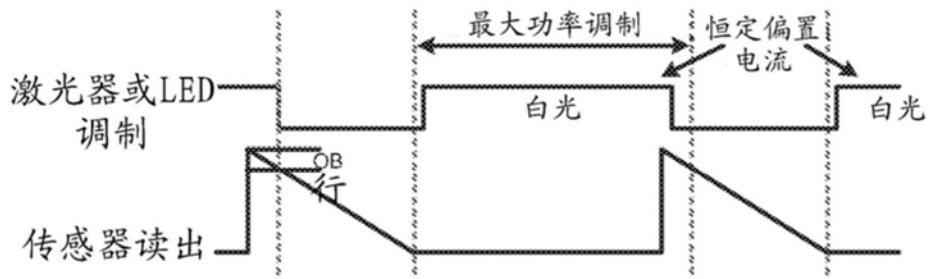 最大功率调制
恒定偏置
电流
激光器或LED
调制
白光
白光
OB
行
传感器读出